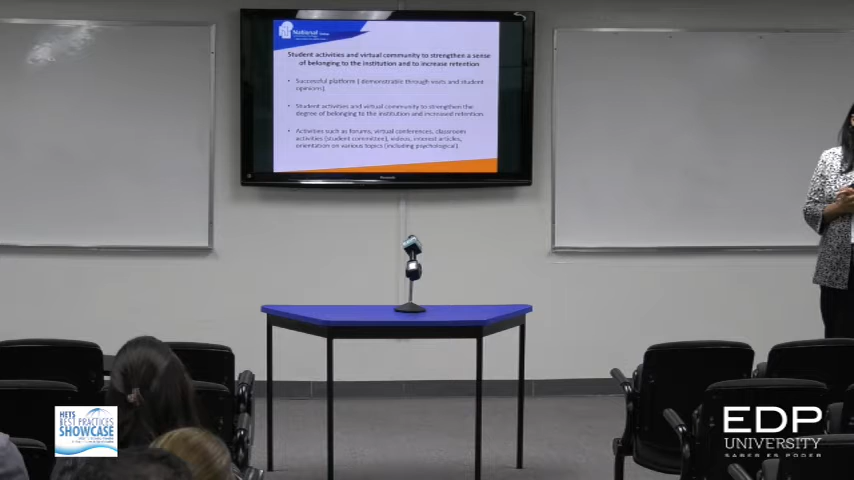 National
Student activities and virtual community to strengthen a sense
of belonging to the institution and to increase retention
• Successful platform ( demonstrable through visits and student
opinions).
• Student activities and virtual community to strengthen the
degree of belonging to the institution and increased retention.
• Activities such as forums, virtual conferences, classroom
activities (student committee), videos, interest articles,
orientation on various topics (including psychological).
Panasonic
HETS
BEST PRACTICES
SHOWCASE
EDP
UNIVERSITY
SABER ES PODER